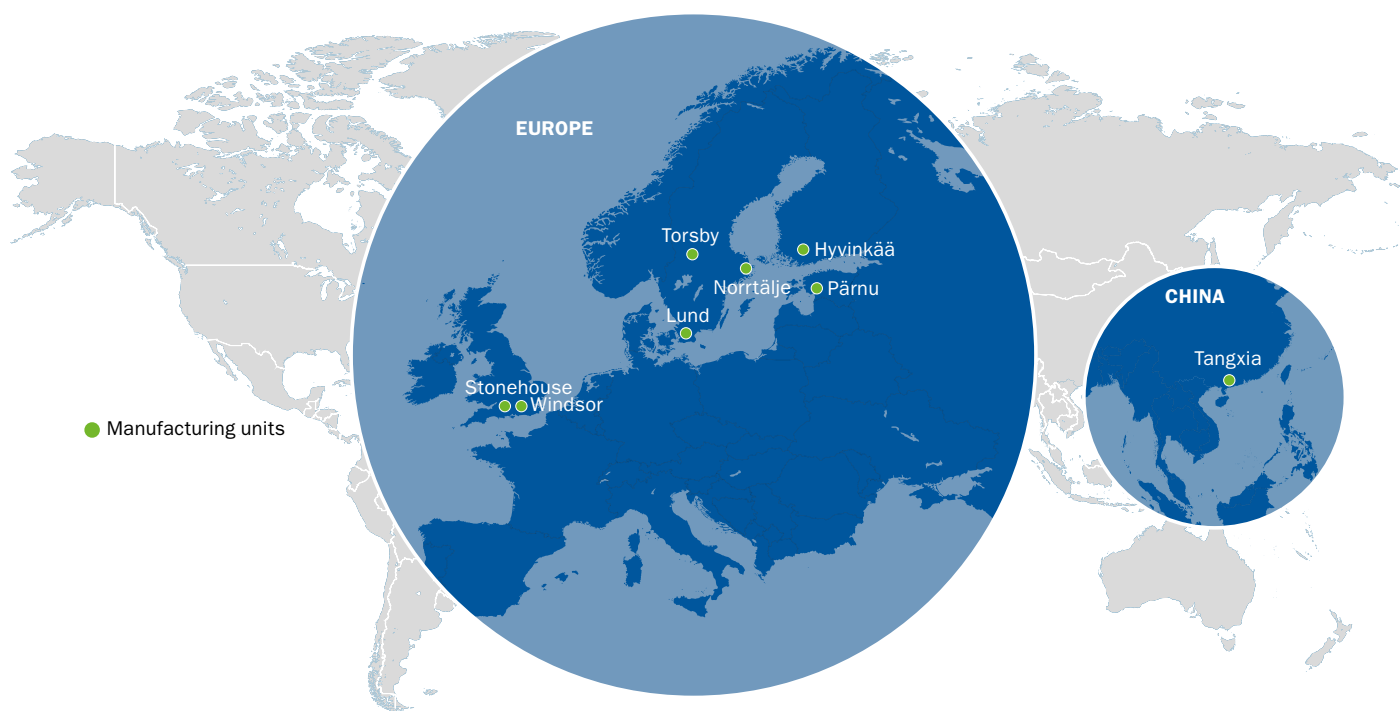 EUROPE
Torsby
Hyvinkää
Norrtälje
Pärnu
CHINA
Lund
Tangxia
Stonehouse
Windsor
Manufacturing units